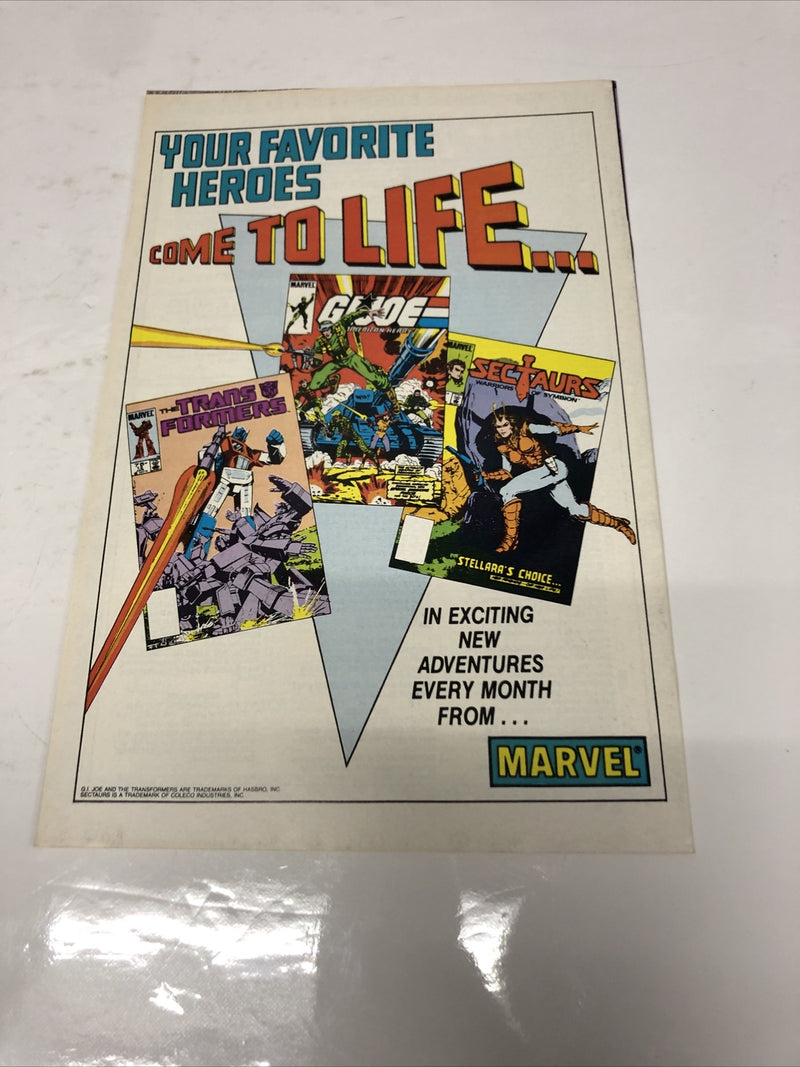 YOUR FAVORITE
HEROES
COME TO LIFE...
MARVEL
G.I. JOE
AMERICAN HERO
MARVEL
SECTAURS
WARRIORS OF SYMBION
MARVEL
THE TRANS
FORMERS
STELLARA'S CHOICE...
IN EXCITING
NEW
ADVENTURES
EVERY MONTH
FROM...
MARVEL®
G.I. JOE AND THE TRANSFORMERS ARE TRADEMARKS OF HASBRO, INC.
SECTAURS IS A TRADEMARK OF COLECO INDUSTRIES, INC.